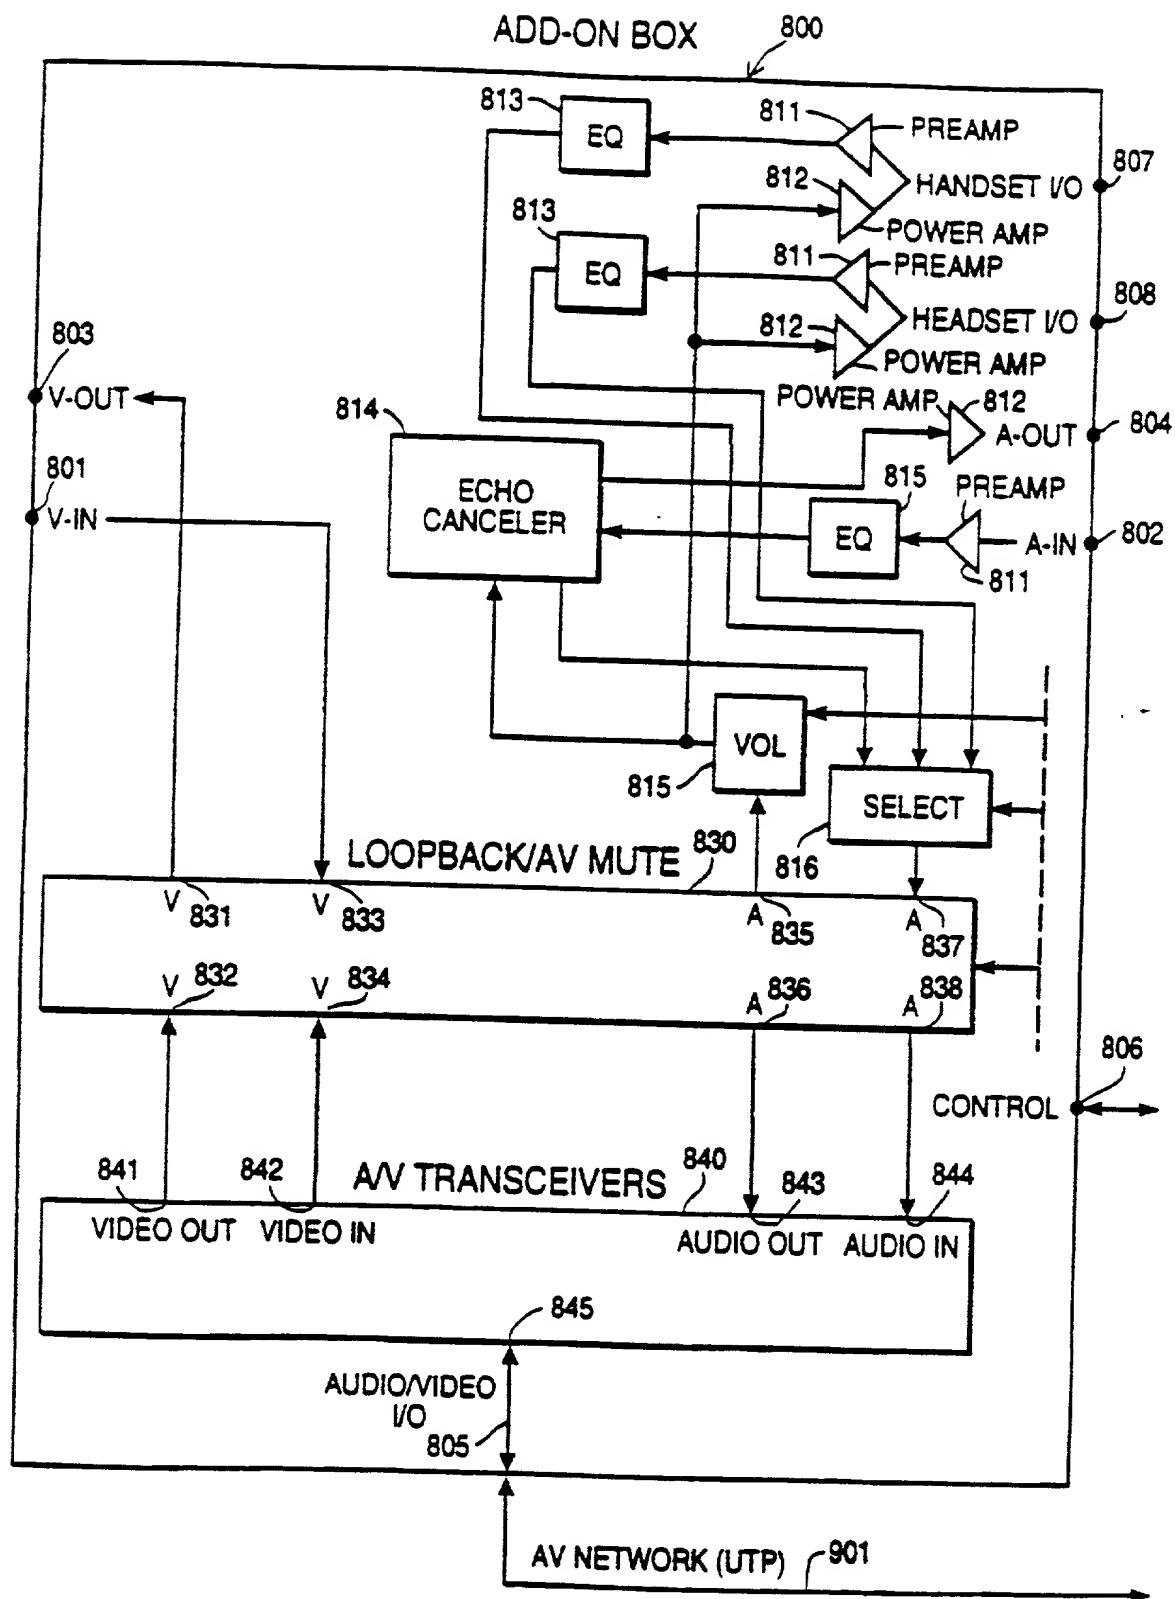 ADD-ON BOX
800
813
EQ
811
PREAMP
807
HANDSET I/O
812
POWER AMP
813
EQ
811
PREAMP
808
HEADSET I/O
812
POWER AMP
803
V-OUT
814
POWER AMP
812
A-OUT
804
801
V-IN
ECHO
CANCELER
815
EQ
PREAMP
A-IN
802
811
VOL
815
SELECT
816
LOOPBACK/AV MUTE
830
V
831
V
833
A
835
A
837
V
832
V
834
A
836
A
838
806
CONTROL
A/V TRANSCEIVERS
840
841
842
843
844
VIDEO OUT
VIDEO IN
AUDIO OUT
AUDIO IN
845
AUDIO/VIDEO
I/O
805
AV NETWORK (UTP)
901